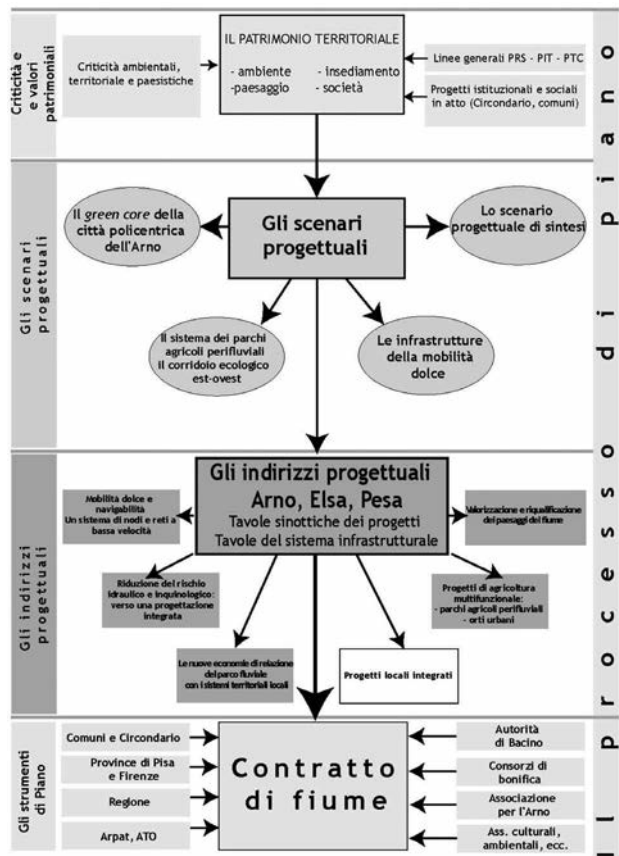 Criticità e
e valori
patrimoniali
Criticità ambientali,
territoriale e paesistiche
IL PATRIMONIO TERRITORIALE
- ambiente
- insediamento
-paesaggio
- società
Linee generali PRS - PIT - PTC
Progetti istituzionali e sociali
in atto (Circondario, comuni)
Gli scenari
progettuali
Il green core della
città policentrica
dell'Arno
Gli scenari
progettuali
Lo scenario
progettuale di sintesi
Il sistema dei parchi
agricoli perifluviali
il corridoio ecologico
est-ovest
Le infrastrutture
della mobilità
dolce
Gli indirizzi
progettuali
Gli indirizzi progettuali
Arno, Elsa, Pesa
Tavole sinottiche dei progetti
Tavole del sistema infrastrutturale
Mobilità dolce e
navigabilità
Un sistema di nodi e reti a
bassa velocità
Valorizzazione e riqualificazione
dei paesaggi del fiume
Riduzione del rischio
idraulico e inquinologico:
verso una progettazione
integrata
Progetti di agricoltura
multifunzionale:
- parchi agricoli perifluviali
- orti urbani
Le nuove economie di relazione
del parco fluviale
con i sistemi territoriali locali
Progetti locali integrati
Gli strumenti
di Piano
Comuni e Circondario
Province di Pisa
e Firenze
Regione
Arpat, ATO
Contratto
di fiume
Autorità
di Bacino
Consorzi di
bonifica
Associazione
per l'Arno
Ass. culturali,
ambientali, ecc.
Il processo di piano